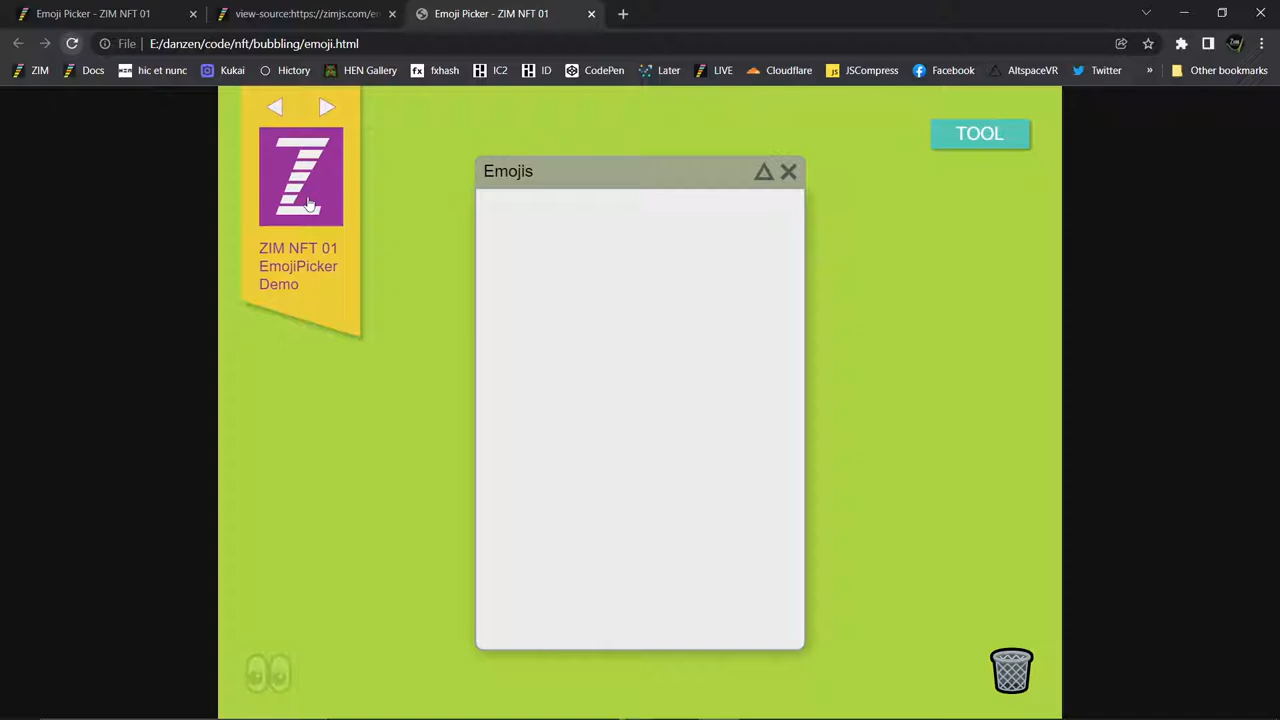 Emoji Picker - ZIM NFT 01
view-source:https://zimjs.com/e
Emoji Picker - ZIM NFT 01
File
E:/danzen/code/nft/bubbling/emoji.html
ZIM
Docs
hic et nunc
Kukai
Hictory
HEN Gallery
fxhash
IC2
ID
CodePen
Later
LIVE
Cloudflare
JSCompress
Facebook
AltspaceVR
Twitter
»
Other bookmarks
TOOL
Emojis
ZIM NFT 01
EmojiPicker
Demo